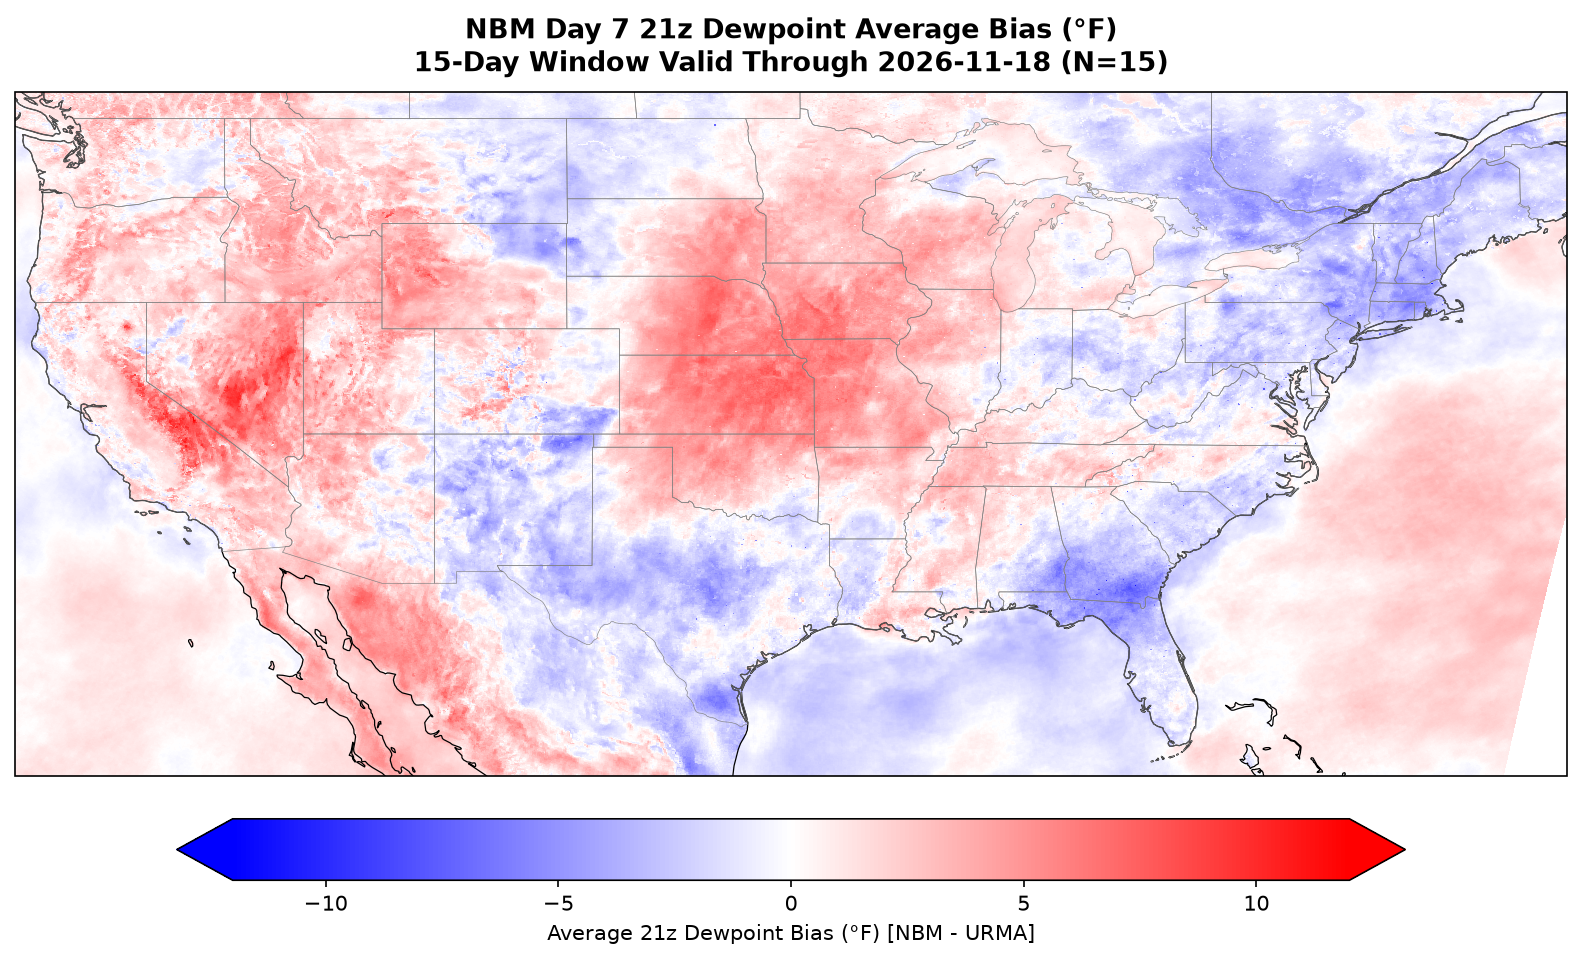 NBM Day 7 21z Dewpoint Average Bias (°F)
15-Day Window Valid Through 2026-11-18 (N=15)
−10 −5 0 5 10
Average 21z Dewpoint Bias (°F) [NBM - URMA]